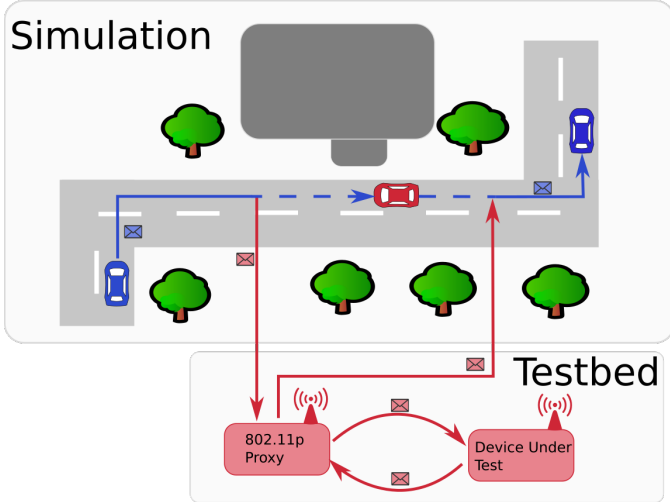 Simulation
Testbed
802.11p
Proxy
Device Under
Test